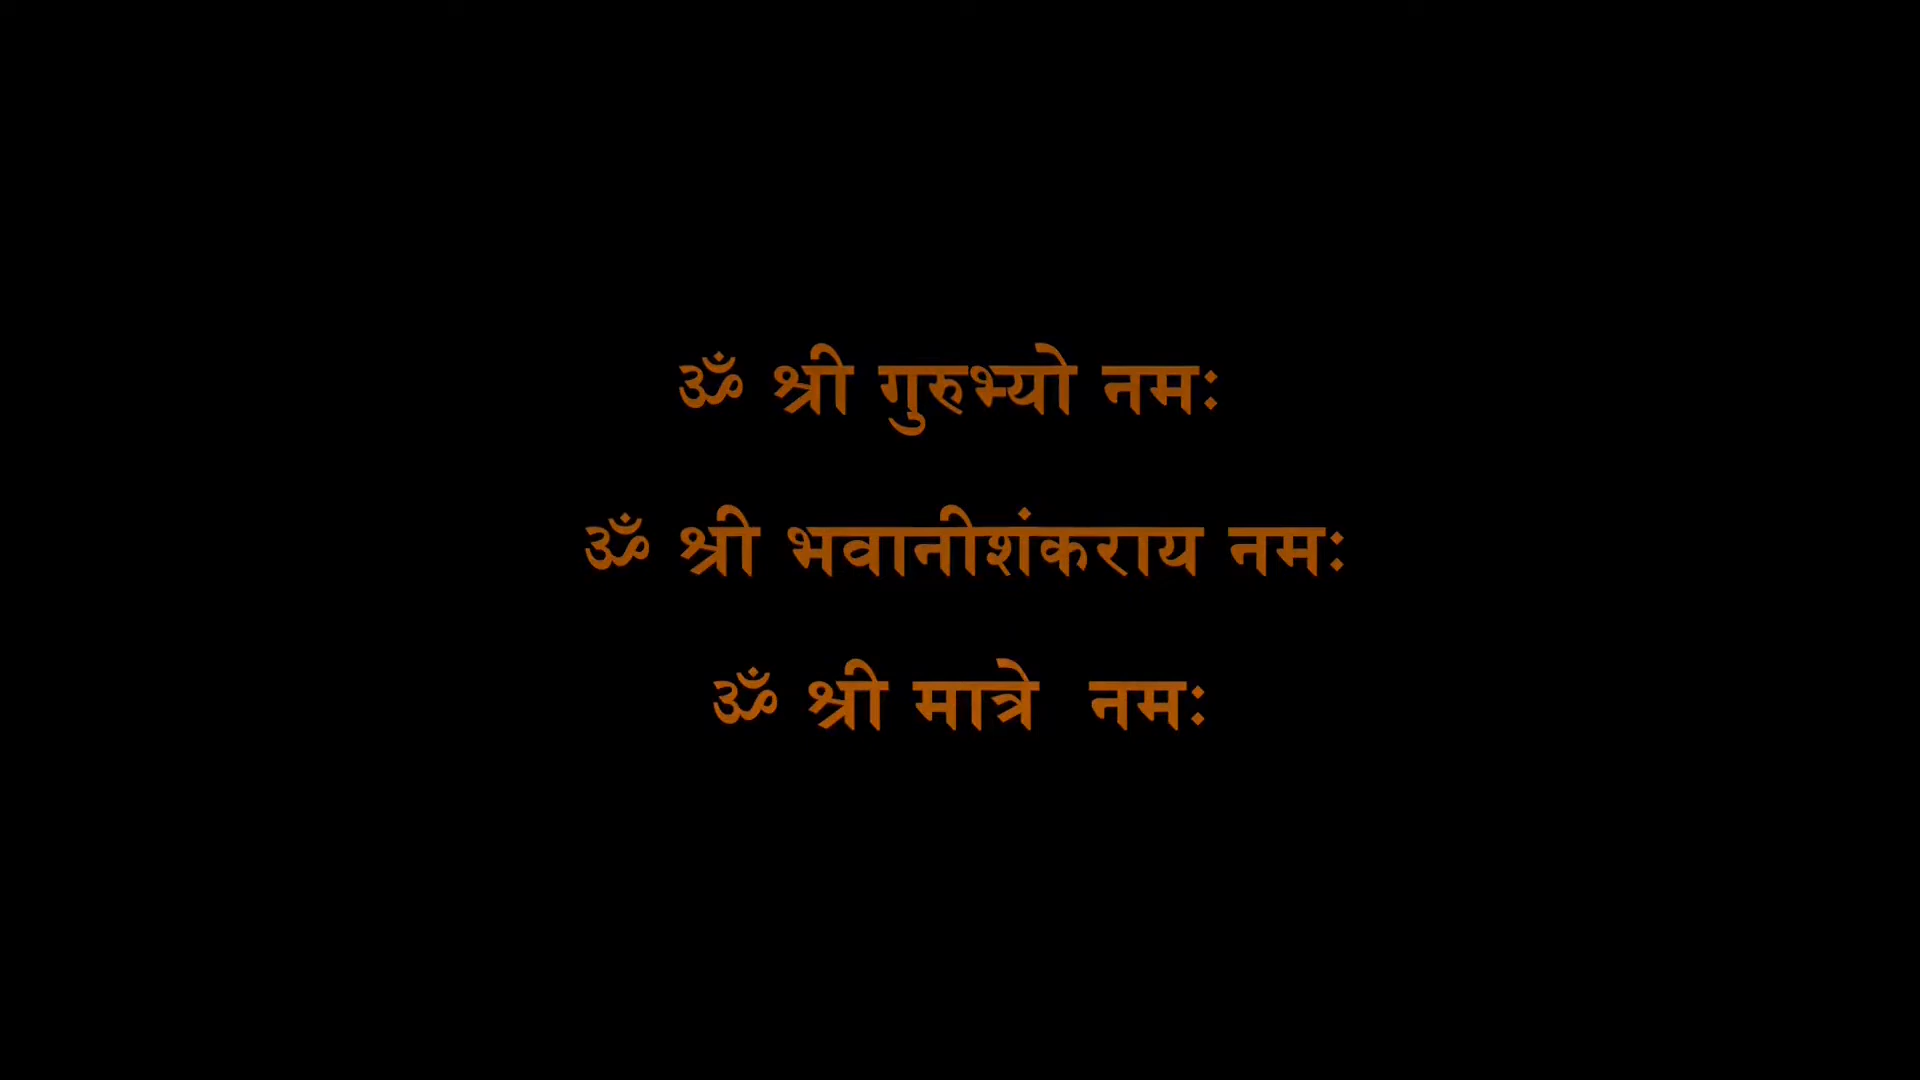 ॐ श्री गुरुभ्यो नमः
ॐ श्री भवानीशंकराय नमः
ॐ श्री मात्रे नमः